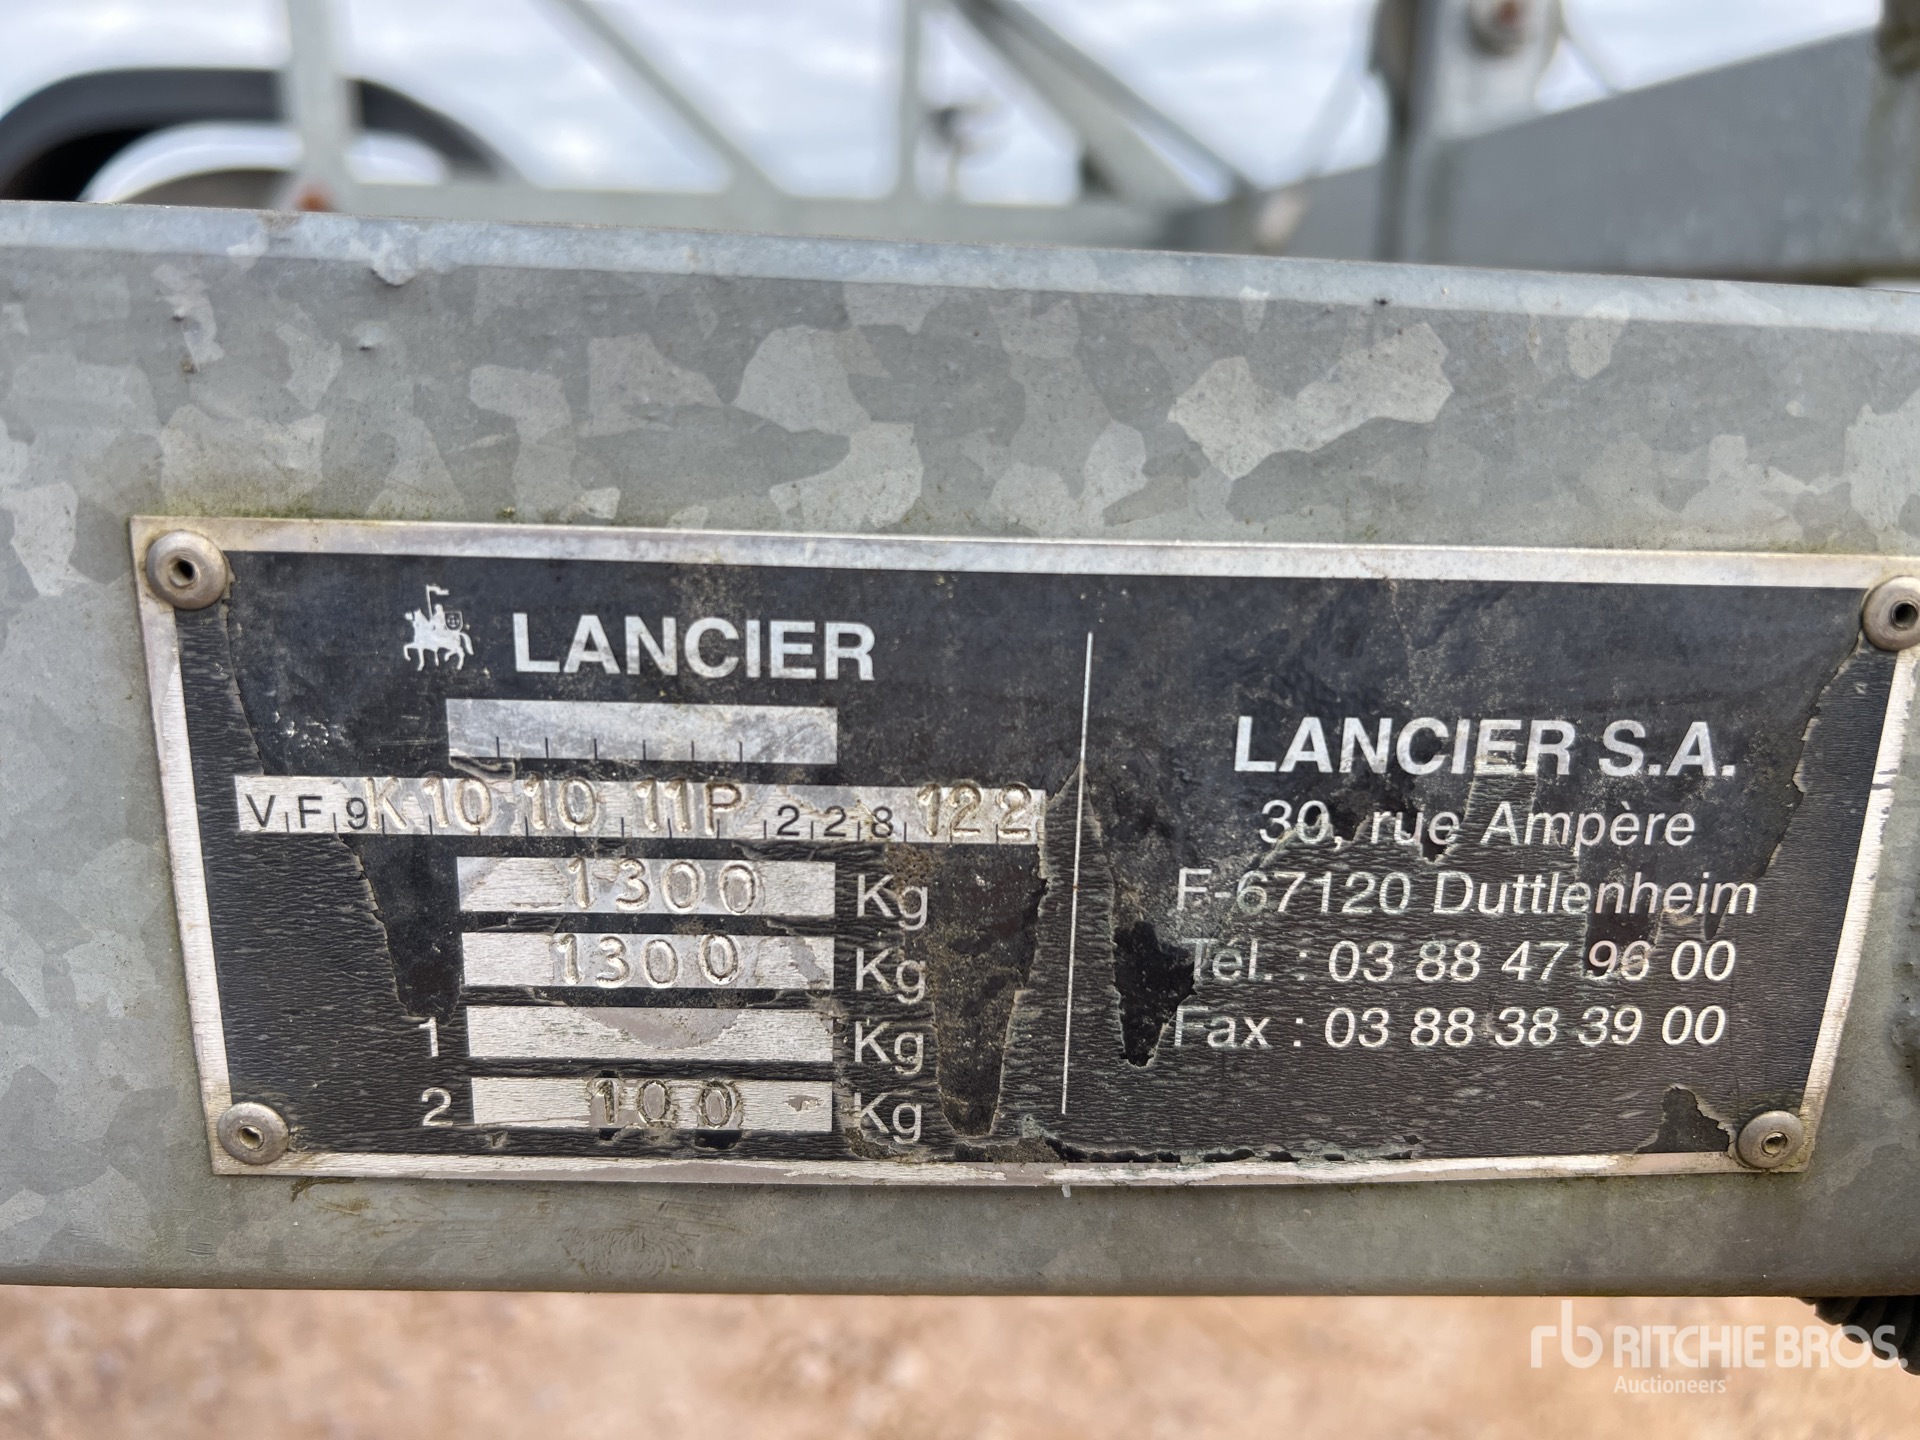 LANCIER
VF9K101011P228122
1300 Kg
1300 Kg
1 Kg
2 100 Kg
LANCIER S.A.
30, rue Ampère
F-67120 Duttlenheim
Tél. : 03 88 47 96 00
Fax : 03 88 38 39 00
rb RITCHIE BROS.
Auctioneers